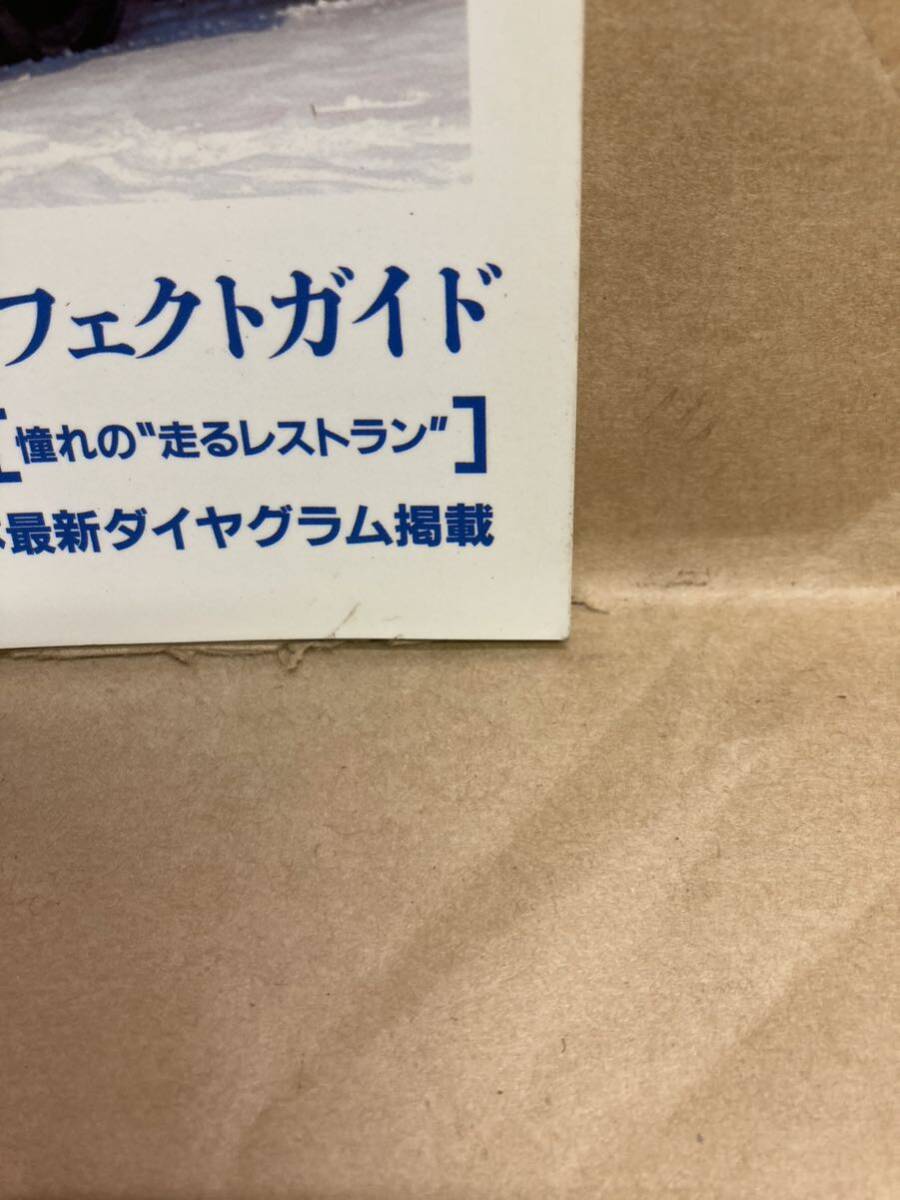 フェクトガイド
[憧れの“走るレストラン”]
最新ダイヤグラム掲載